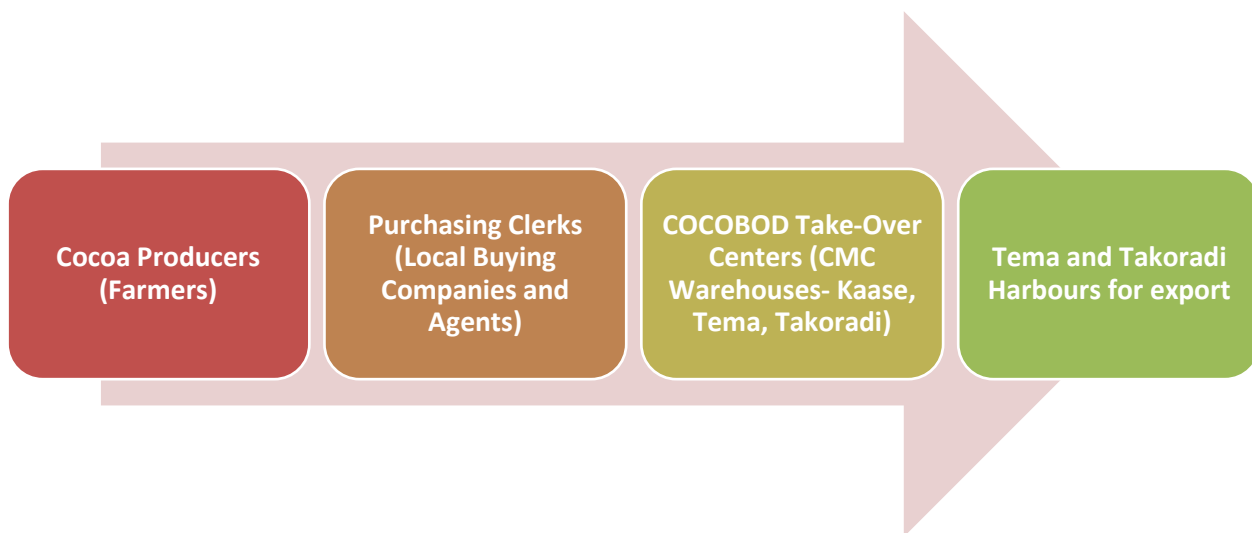 Cocoa Producers
(Farmers)
Purchasing Clerks
(Local Buying
Companies and
Agents)
COCOBOD Take-Over
Centers (CMC
Warehouses- Kaase,
Tema, Takoradi)
Tema and Takoradi
Harbours for export